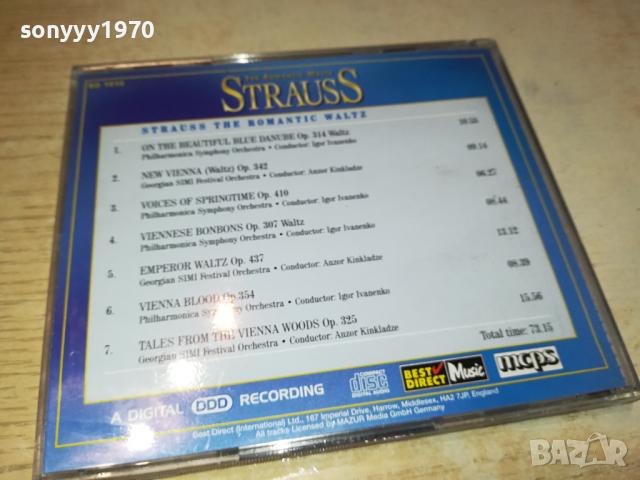 sonyyy1970
The Romantic Music
STRAUSS
STRAUSS THE ROMANTIC WALTZ
1. ON THE BEAUTIFUL BLUE DANUBE Op. 314 Waltz 10.55
Philharmonica Symphony Orchestra • Conductor: Igor Ivanenko
2. NEW VIENNA (Waltz) Op. 342 09.14
Georgian SIMI Festival Orchestra • Conductor: Anzor Kinkladze
3. VOICES OF SPRINGTIME Op. 410 06.27
Philharmonica Symphony Orchestra • Conductor: Igor Ivanenko
4. VIENNESE BONBONS Op. 307 Waltz 08.44
Philharmonica Symphony Orchestra • Conductor: Igor Ivanenko
5. EMPEROR WALTZ Op. 437 13.12
Georgian SIMI Festival Orchestra • Conductor: Anzor Kinkladze
6. VIENNA BLOOD Op.354 08.39
Philharmonica Symphony Orchestra • Conductor: Igor Ivanenko
7. TALES FROM THE VIENNA WOODS Op. 325 15.56
Georgian SIMI Festival Orchestra • Conductor: Anzor Kinkladze
Total time: 73.15
A DIGITAL DDD RECORDING
COMPACT disc DIGITAL AUDIO
BEST DIRECT Music
mcps
Best Direct (International) Ltd., 167 Imperial Drive, Harrow, Middlesex, HA2 7JP, England
All tracks Licensed by MAZUR Media GmbH Germany
BAZAR